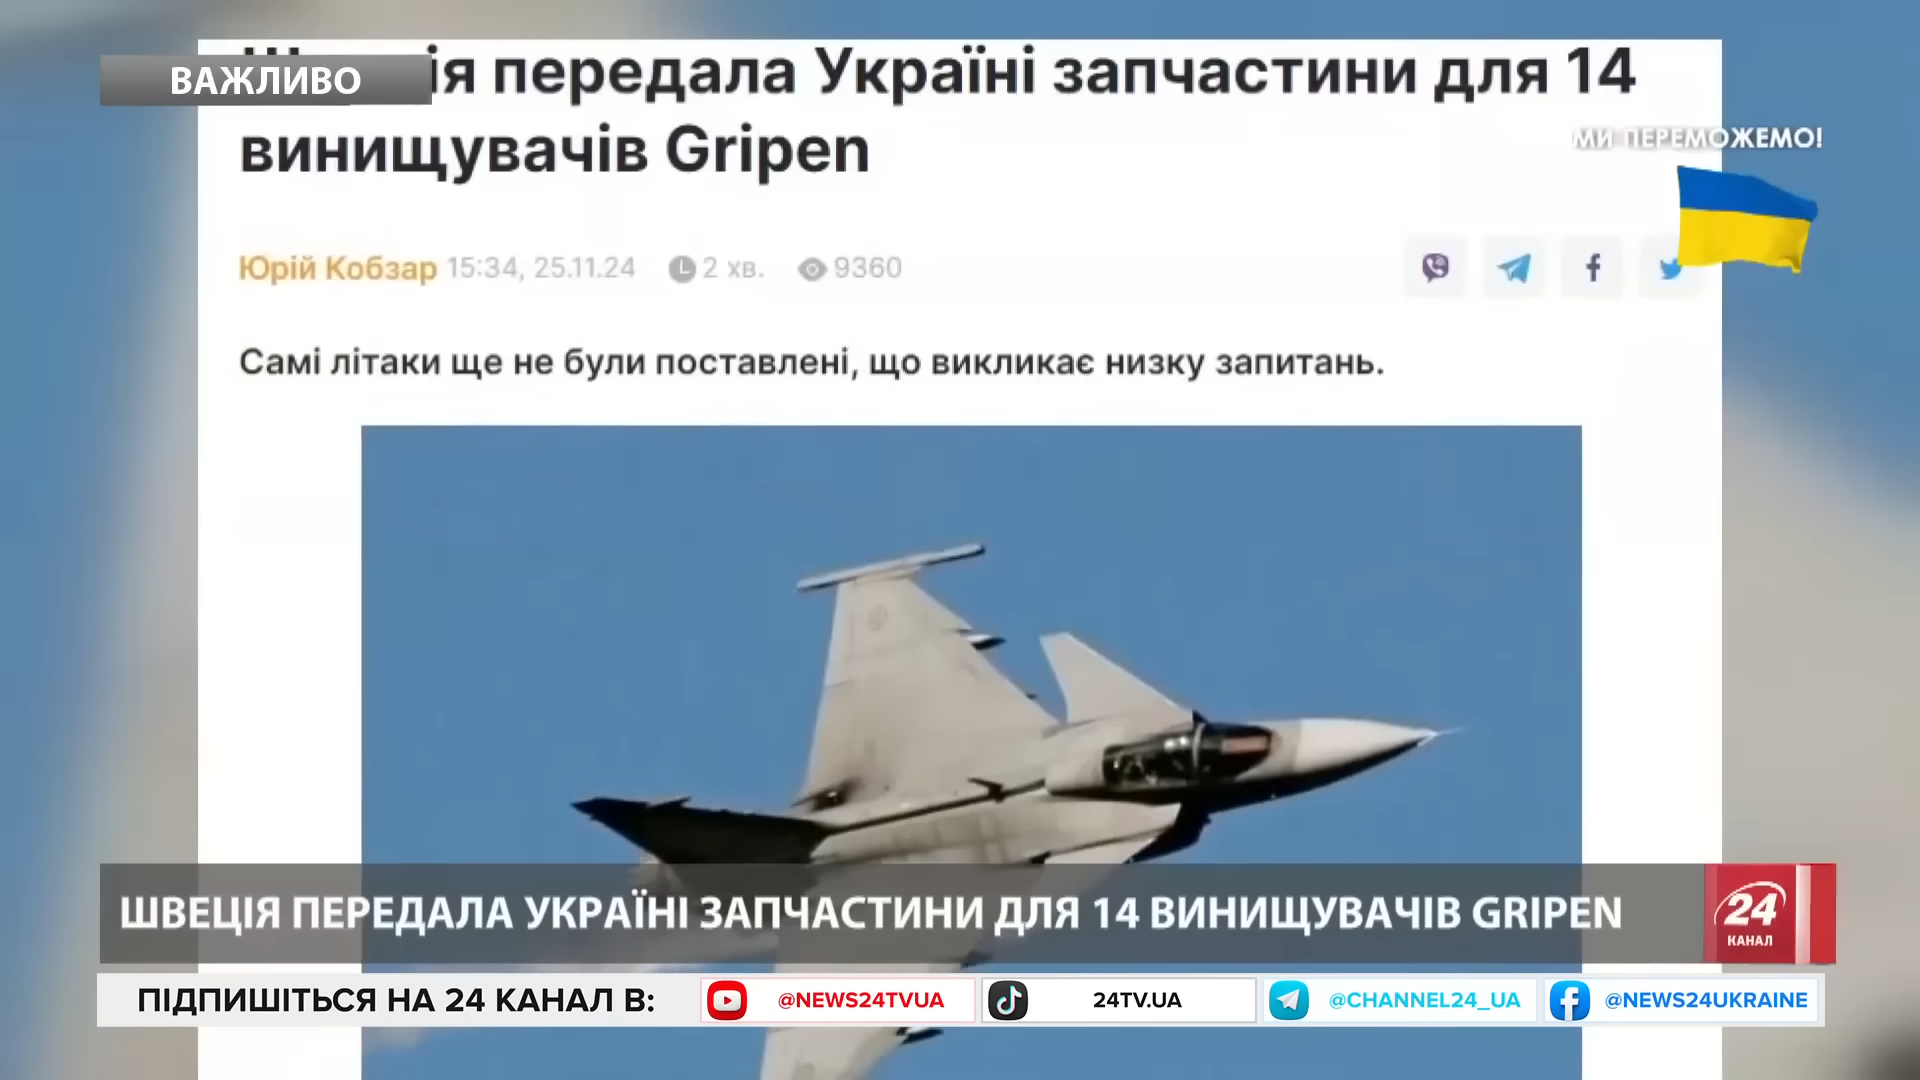 ВАЖЛИВО
передала Україні запчастини для 14
винищувачів Gripen
МИ ПЕРЕМОЖЕМО!
Юрій Кобзар 15:34, 25.11.24 2 хв. 9360
Самі літаки ще не були поставлені, що викликає низку запитань.
ШВЕЦІЯ ПЕРЕДАЛА УКРАЇНІ ЗАПЧАСТИНИ ДЛЯ 14 ВИНИЩУВАЧІВ GRIPEN
24
КАНАЛ
ПІДПИШІТЬСЯ НА 24 КАНАЛ В: @NEWS24TVUA 24TV.UA @CHANNEL24_UA @NEWS24UKRAINE